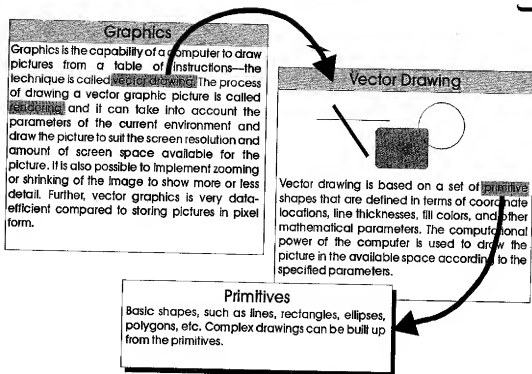 Graphics
Graphics is the capability of a computer to draw
pictures from a table of instructions—the
technique is called vector drawing. The process
of drawing a vector graphic picture is called
rendering and it can take into account the
parameters of the current environment and
draw the picture to suit the screen resolution and
amount of screen space available for the
picture. It is also possible to implement zooming
or shrinking of the image to show more or less
detail. Further, vector graphics is very data-
efficient compared to storing pictures in pixel
form.
Vector Drawing
Vector drawing is based on a set of primitive
shapes that are defined in terms of coordinate
locations, line thicknesses, fill colors, and other
mathematical parameters. The computational
power of the computer is used to draw the
picture in the available space according to the
specified parameters.
Primitives
Basic shapes, such as lines, rectangles, ellipses,
polygons, etc. Complex drawings can be built up
from the primitives.